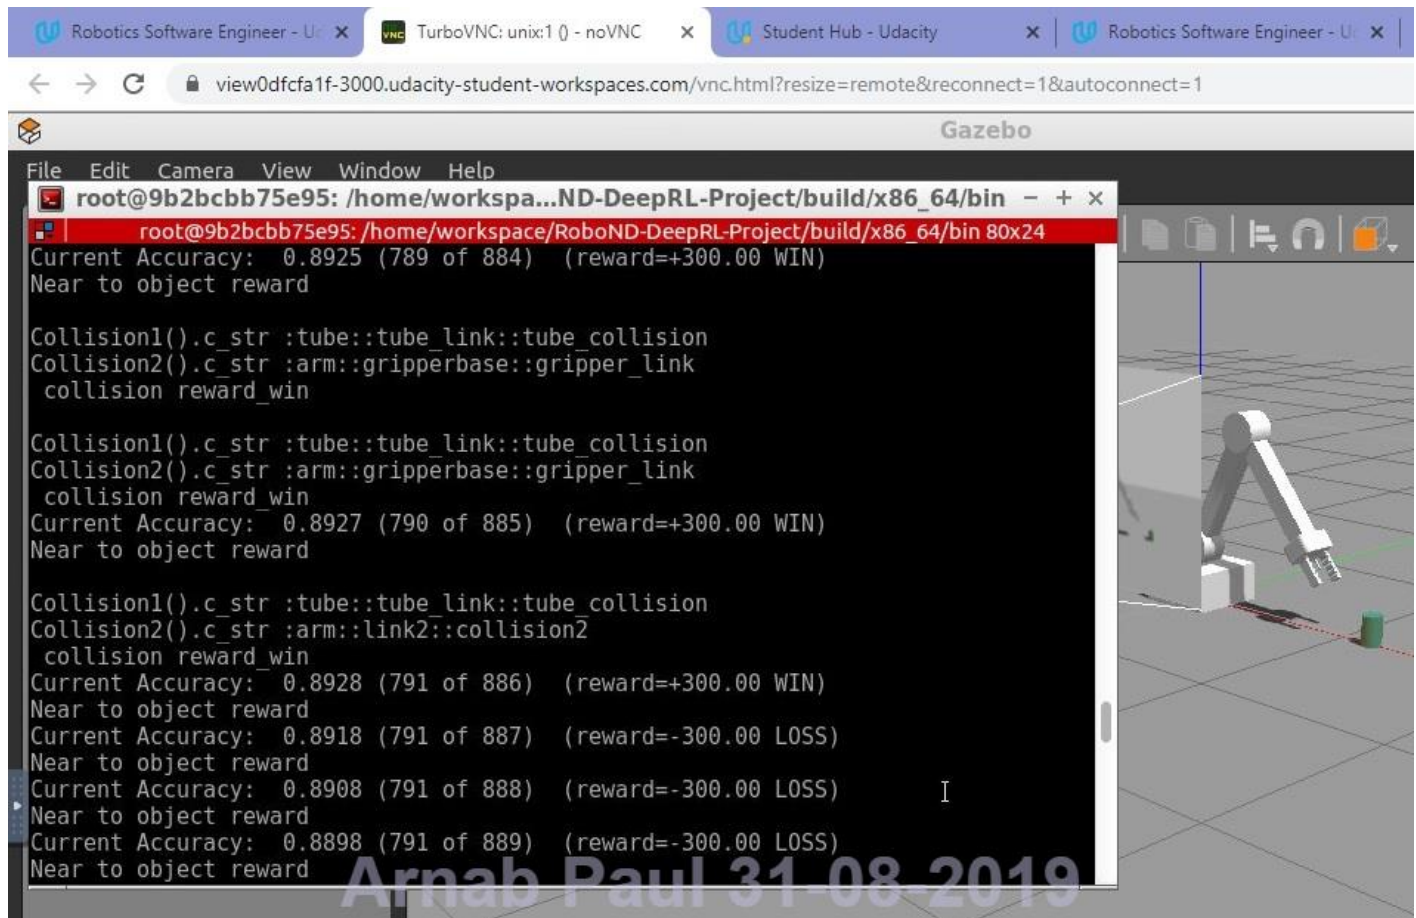 Robotics Software Engineer - U
TurboVNC: unix:1 () - noVNC
Student Hub - Udacity
Robotics Software Engineer - U
view0dfcfa1f-3000.udacity-student-workspaces.com/vnc.html?resize=remote&reconnect=1&autoconnect=1
Gazebo
File Edit Camera View Window Help
root@9b2bcbb75e95: /home/workspa...ND-DeepRL-Project/build/x86_64/bin
root@9b2bcbb75e95: /home/workspace/RoboND-DeepRL-Project/build/x86_64/bin 80x24
Current Accuracy:  0.8925 (789 of 884)  (reward=+300.00 WIN)
Near to object reward
Collision1().c_str :tube::tube_link::tube_collision
Collision2().c_str :arm::gripperbase::gripper_link
collision reward_win
Collision1().c_str :tube::tube_link::tube_collision
Collision2().c_str :arm::gripperbase::gripper_link
collision reward_win
Current Accuracy:  0.8927 (790 of 885)  (reward=+300.00 WIN)
Near to object reward
Collision1().c_str :tube::tube_link::tube_collision
Collision2().c_str :arm::link2::collision2
collision reward_win
Current Accuracy:  0.8928 (791 of 886)  (reward=+300.00 WIN)
Near to object reward
Current Accuracy:  0.8918 (791 of 887)  (reward=-300.00 LOSS)
Near to object reward
Current Accuracy:  0.8908 (791 of 888)  (reward=-300.00 LOSS)
Near to object reward
Current Accuracy:  0.8898 (791 of 889)  (reward=-300.00 LOSS)
Near to object reward
Arnab Paul 31-08-2019